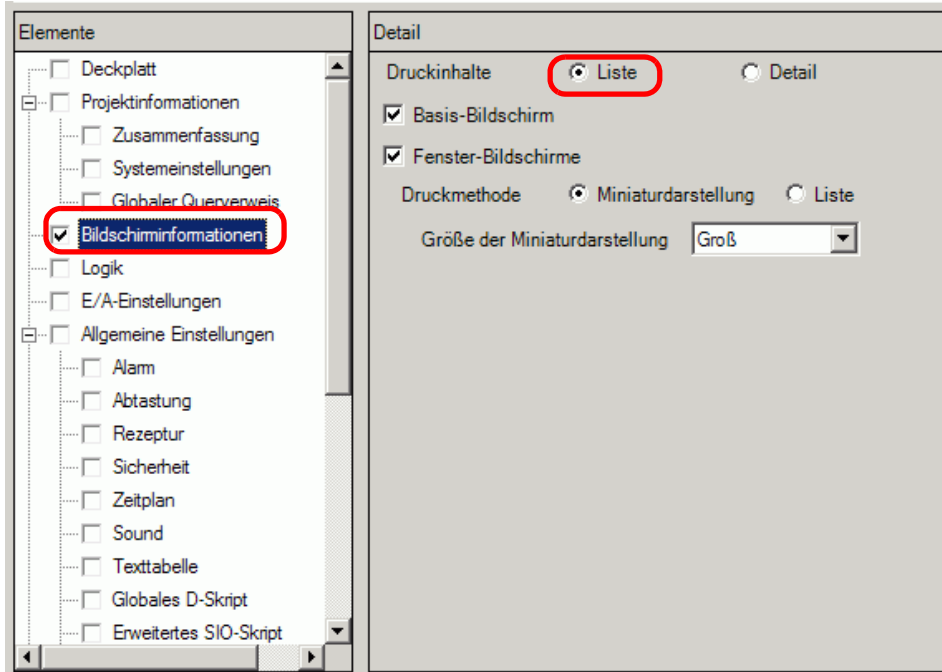 Elemente
Deckplatt
Projektinformationen
Zusammenfassung
Systemeinstellungen
Globaler Querverweis
Bildschirminformationen
Logik
E/A-Einstellungen
Allgemeine Einstellungen
Alarm
Abtastung
Rezeptur
Sicherheit
Zeitplan
Sound
Texttabelle
Globales D-Skript
Erweitertes SIO-Skript
Detail
Druckinhalte Liste Detail
Basis-Bildschirm
Fenster-Bildschirme
Druckmethode Miniaturdarstellung Liste
Größe der Miniaturdarstellung Groß